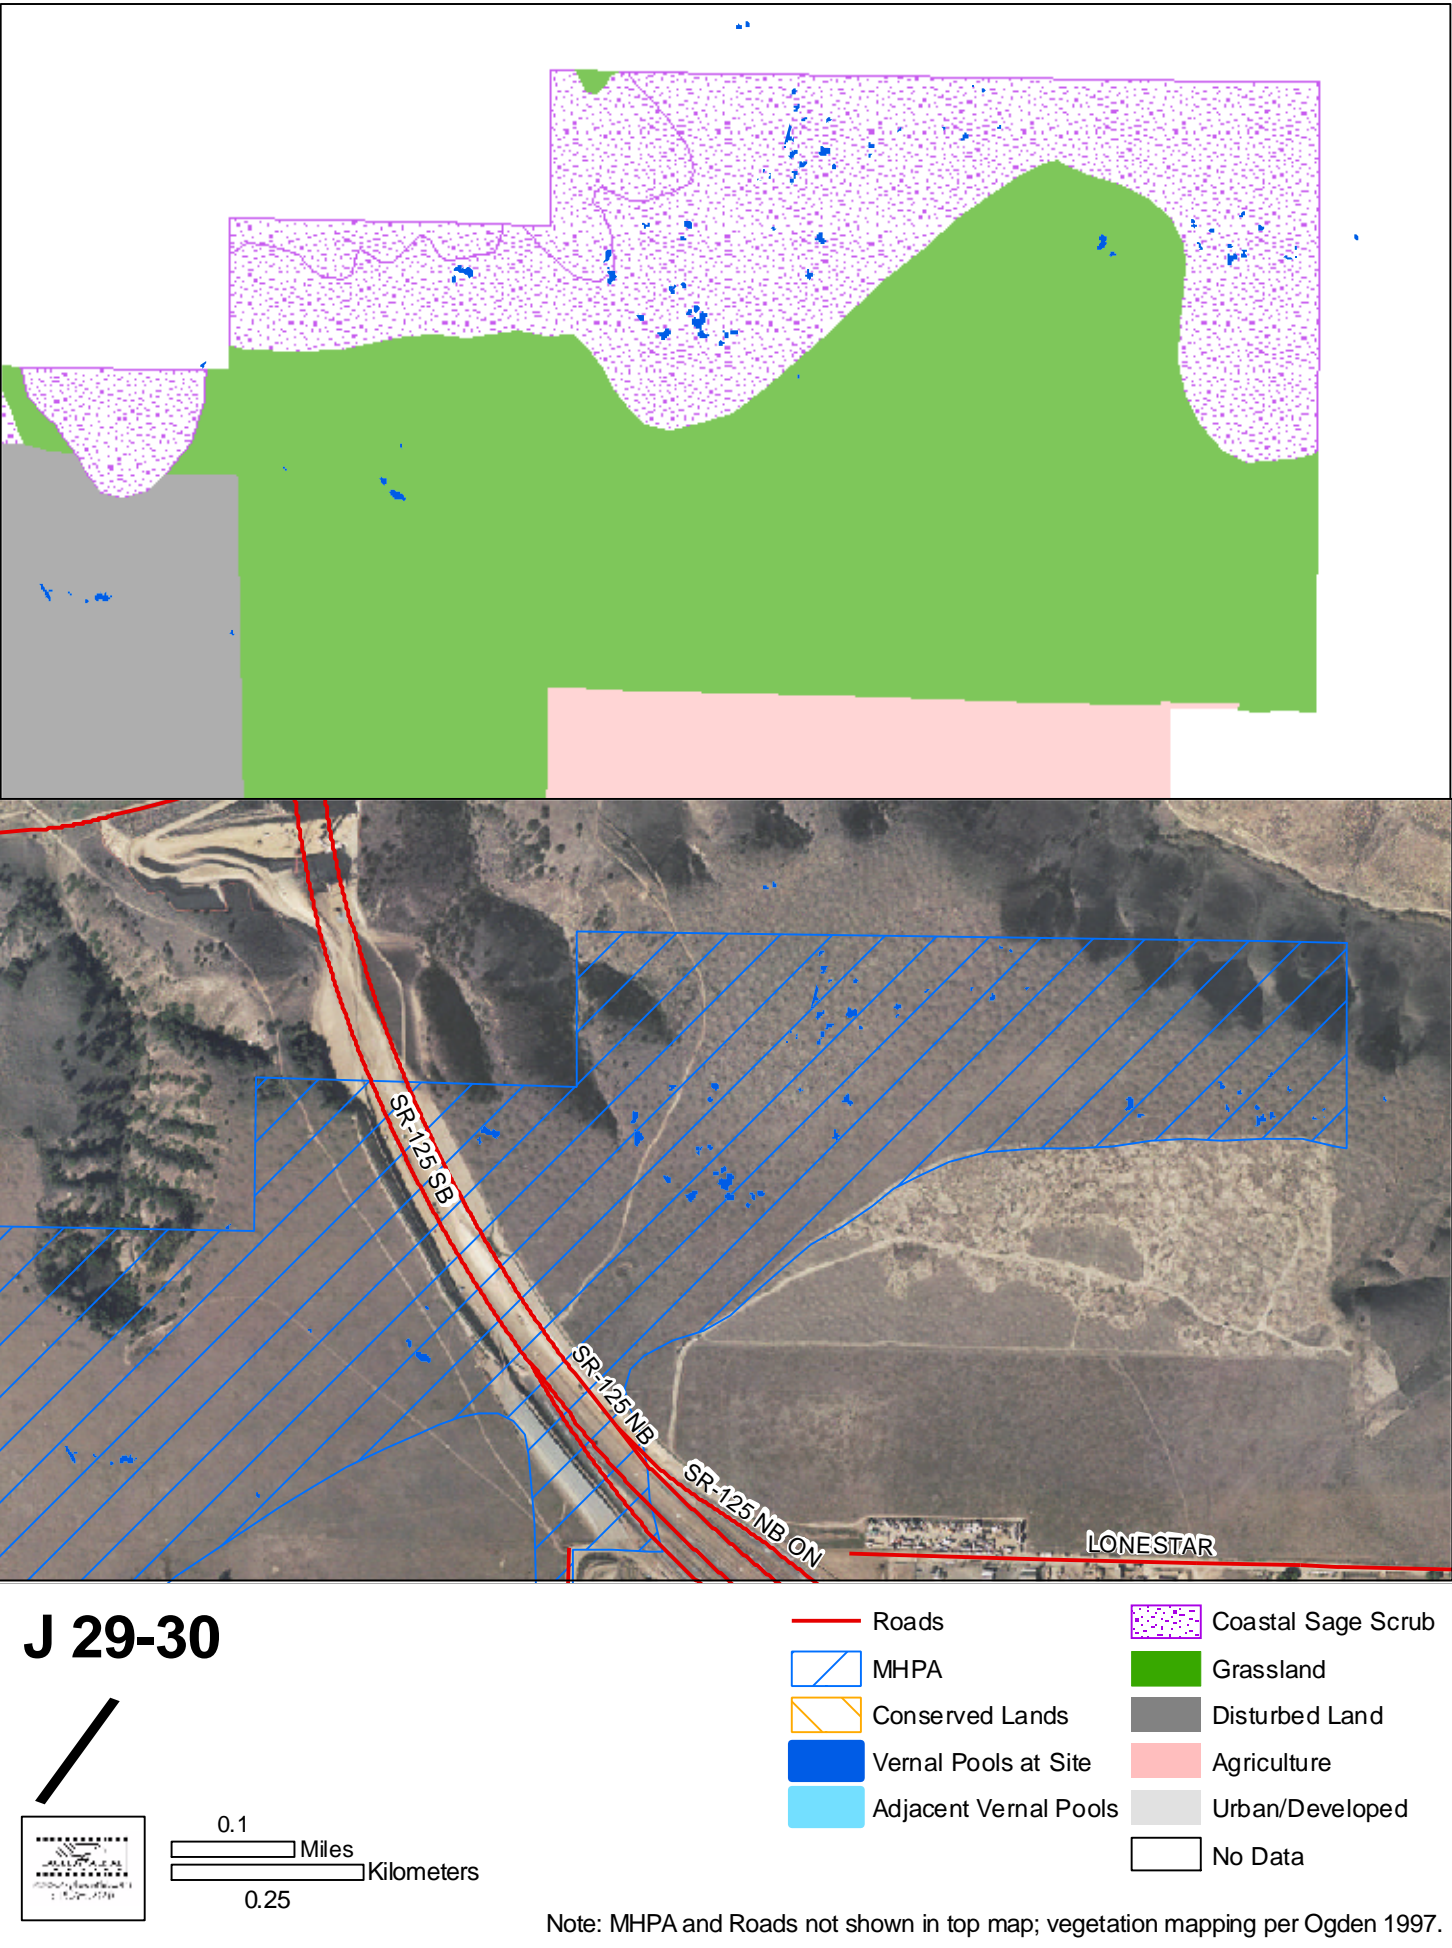 SR-125 SB
SR-125 NB
SR-125 NB ON
LONESTAR
J 29-30
0.1
Miles
Kilometers
0.25
Roads
MHPA
Conserved Lands
Vernal Pools at Site
Adjacent Vernal Pools
Coastal Sage Scrub
Grassland
Disturbed Land
Agriculture
Urban/Developed
No Data
Note: MHPA and Roads not shown in top map; vegetation mapping per Ogden 1997.